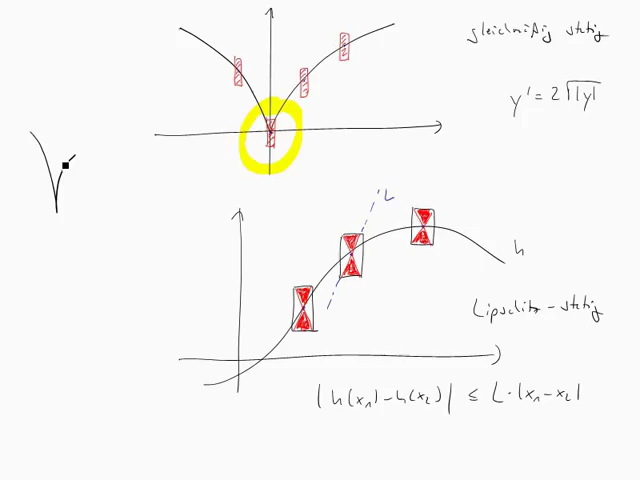 gleichmäßig stetig
y' = 2√|y|
L
h
Lipschitz-stetig
|h(x₁)-h(x₂)| ≤ L·|x₁-x₂|